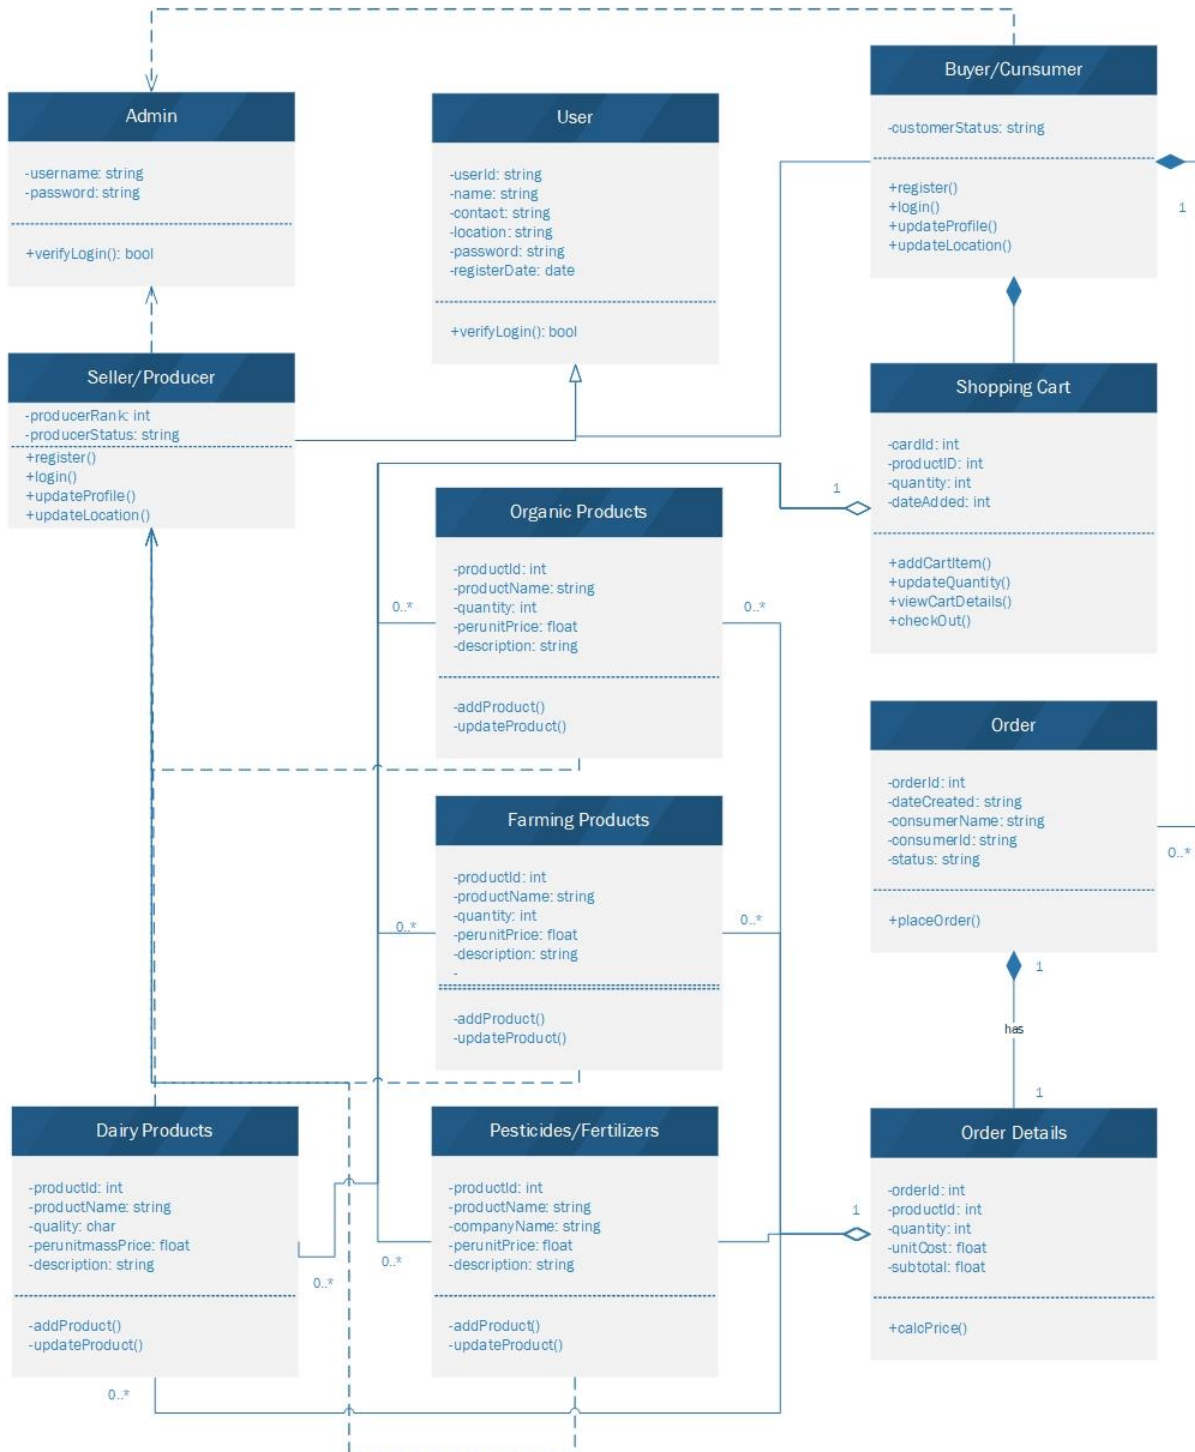 Admin
-username: string
-password: string
+verifyLogin(): bool
User
-userId: string
-name: string
-contact: string
-location: string
-password: string
-registerDate: date
+verifyLogin(): bool
Buyer/Cunsumer
-customerStatus: string
+register()
+login()
+updateProfile()
+updateLocation()
1
Seller/Producer
-producerRank: int
-producerStatus: string
+register()
+login()
+updateProfile()
+updateLocation()
Shopping Cart
-cardId: int
-productID: int
-quantity: int
-dateAdded: int
+addCartItem()
+updateQuantity()
+viewCartDetails()
+checkOut()
1
Organic Products
-productId: int
-productName: string
-quantity: int
-perunitPrice: float
-description: string
-addProduct()
-updateProduct()
0..*
0..*
Order
-orderId: int
-dateCreated: string
-consumerName: string
-consumerId: string
-status: string
+placeOrder()
0..*
1
has
1
Farming Products
-productId: int
-productName: string
-quantity: int
-perunitPrice: float
-description: string
-
-addProduct()
-updateProduct()
0..*
0..*
Dairy Products
-productId: int
-productName: string
-quality: char
-perunitmassPrice: float
-description: string
-addProduct()
-updateProduct()
0..*
0..*
Pesticides/Fertilizers
-productId: int
-productName: string
-companyName: string
-perunitPrice: float
-description: string
-addProduct()
-updateProduct()
0..*
Order Details
-orderId: int
-productId: int
-quantity: int
-unitCost: float
-subtotal: float
+calcPrice()
1